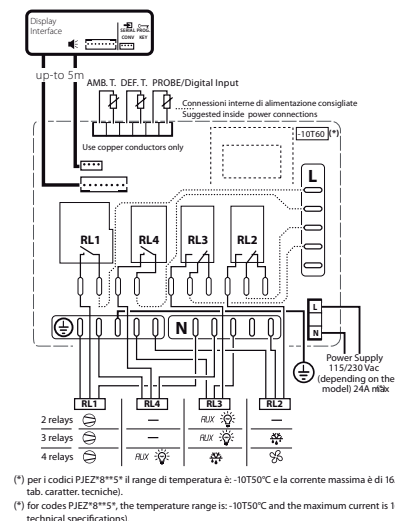 Display
Interface
SERIAL PROG.
CONV KEY
up-to 5m
AMB. T. DEF. T. PROBE/Digital Input
Connessioni interne di alimentazione consigliate
Suggested inside power connections
-10T60 (*)
Use copper conductors only
L
RL1
RL4
RL3
RL2
N
L
N
Power Supply
115/230 Vac
(depending on the
model) 24A max
RL1 RL4 RL3 RL2
2 relays — AUX —
3 relays — AUX
4 relays AUX
(*) per i codici PJEZ*8**5* il range di temperatura è: -10T50°C e la corrente massima è di 16
tab. caratter. tecniche).
(*) for codes PJEZ*8**5*, the temperature range is: -10T50°C and the maximum current is 1
technical specifications).